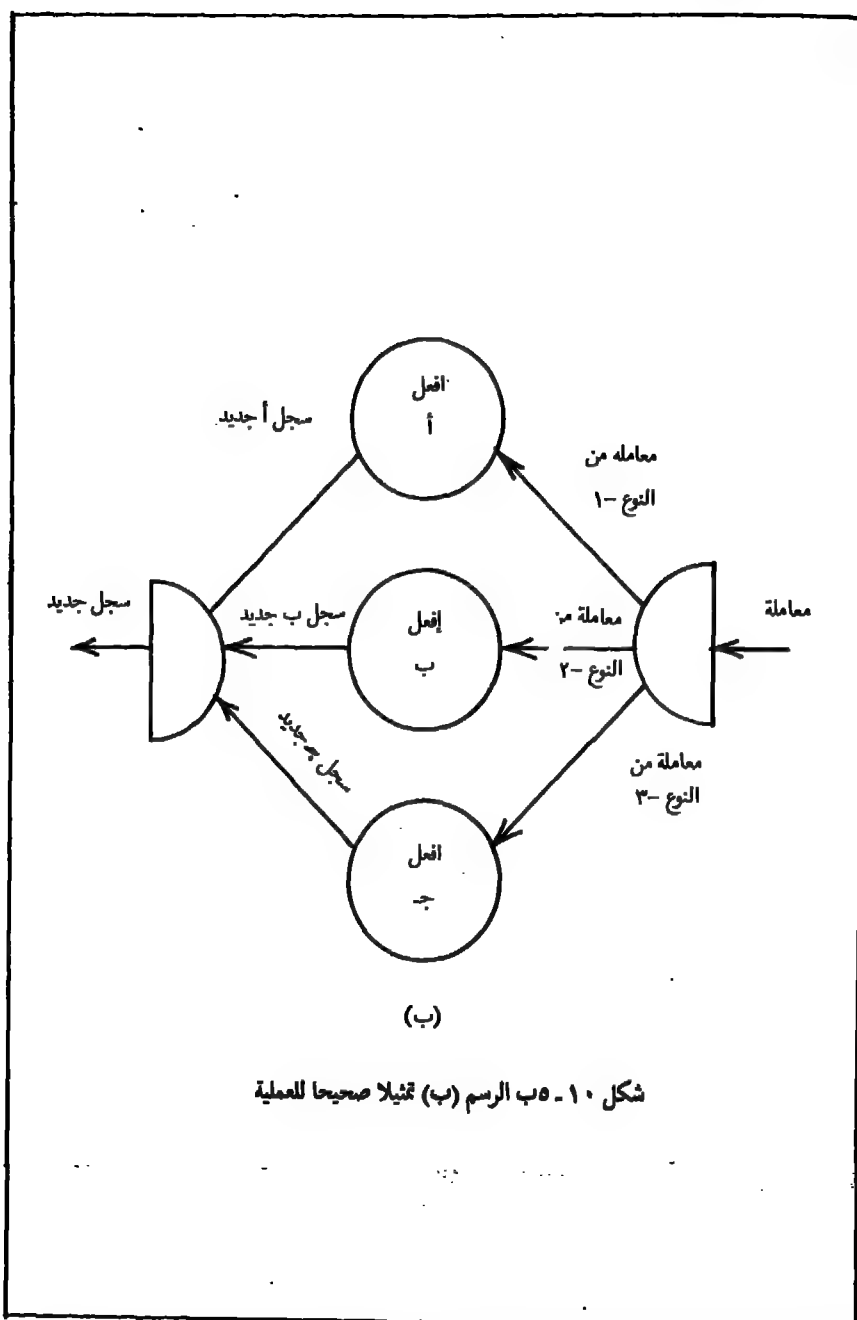 افعل
أ
سجل أ جديد
معامله من
النوع -١
معاملة
معاملة من
النوع -٢
إفعل
ب
سجل ب جديد
سجل جديد
معاملة من
النوع -٣
سجل جـ جديد
افعل
جـ
(ب)
شكل ١٠ ـ ٥ب الرسم (ب) تمثيلا صحيحا للعملية